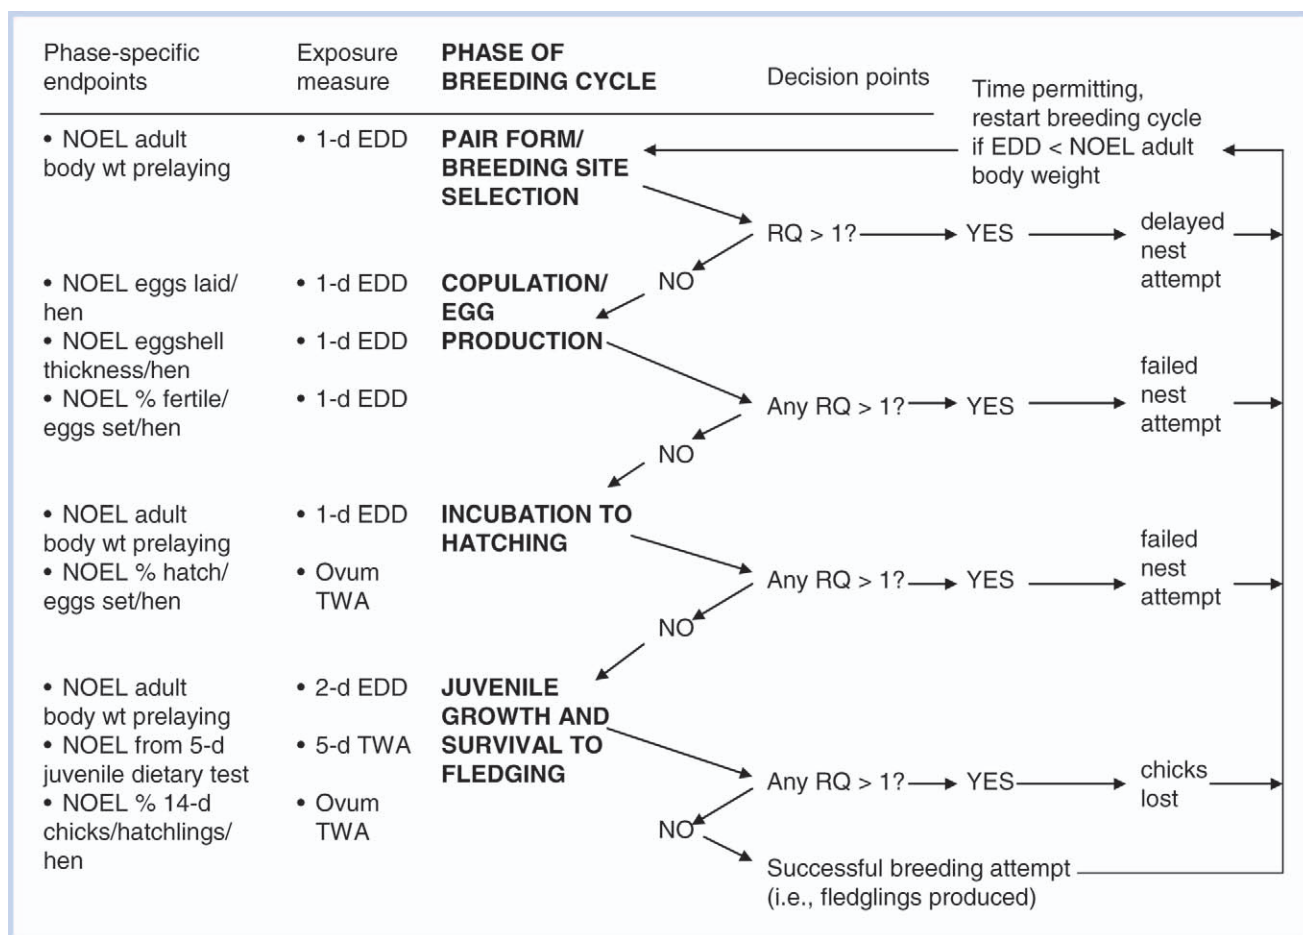 Phase-specific
endpoints
Exposure
measure
PHASE OF
BREEDING CYCLE
Decision points
Time permitting,
restart breeding cycle
if EDD < NOEL adult
body weight
• NOEL adult
body wt prelaying
• 1-d EDD
PAIR FORM/
BREEDING SITE
SELECTION
RQ > 1?
YES
delayed
nest
attempt
NO
• NOEL eggs laid/
hen
• 1-d EDD
• NOEL eggshell
thickness/hen
• 1-d EDD
• NOEL % fertile/
eggs set/hen
• 1-d EDD
COPULATION/
EGG
PRODUCTION
Any RQ > 1?
YES
failed
nest
attempt
NO
• NOEL adult
body wt prelaying
• 1-d EDD
• NOEL % hatch/
eggs set/hen
• Ovum
TWA
INCUBATION TO
HATCHING
Any RQ > 1?
YES
failed
nest
attempt
NO
• NOEL adult
body wt prelaying
• 2-d EDD
• NOEL from 5-d
juvenile dietary test
• 5-d TWA
• NOEL % 14-d
chicks/hatchlings/
hen
• Ovum
TWA
JUVENILE
GROWTH AND
SURVIVAL TO
FLEDGING
Any RQ > 1?
YES
chicks
lost
NO
Successful breeding attempt
(i.e., fledglings produced)